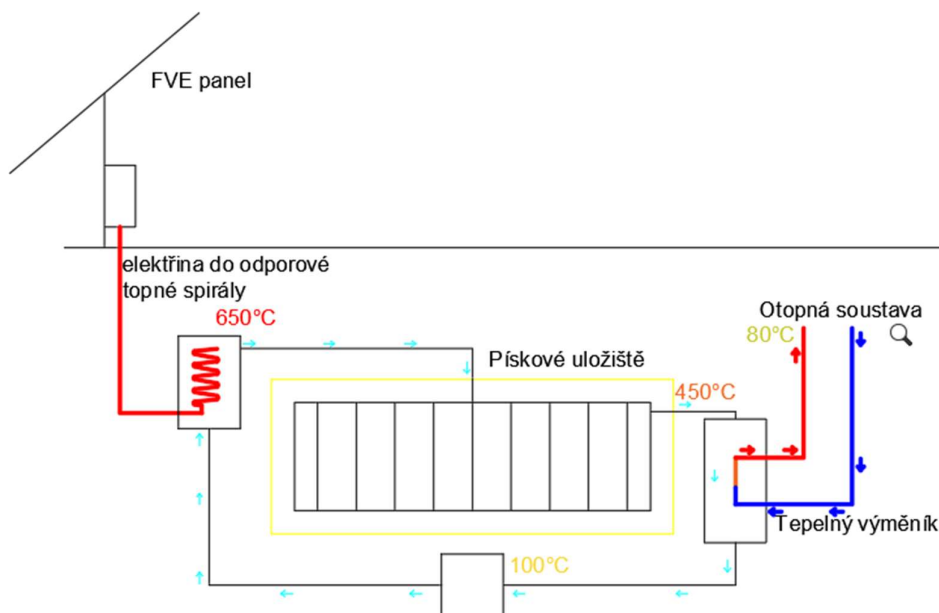 FVE panel
elektřina do odporové
topné spirály
650°C
Otopná soustava
80°C
Pískové uložiště
450°C
Tepelný výměník
100°C